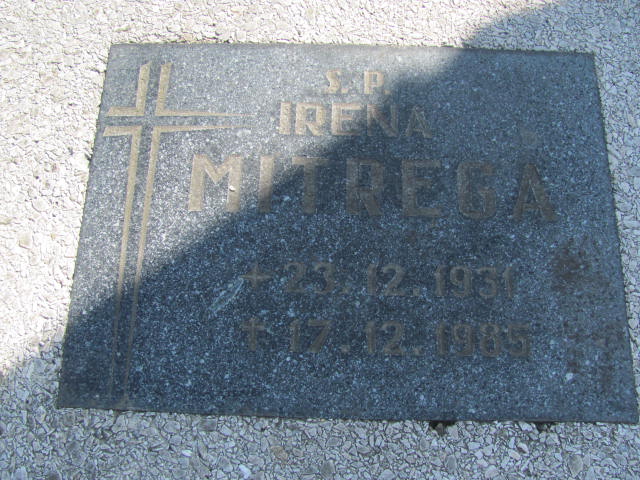 S. P.
IRENA
MITRĘGA
+ 23. 12. 1931
† 17. 12. 1985